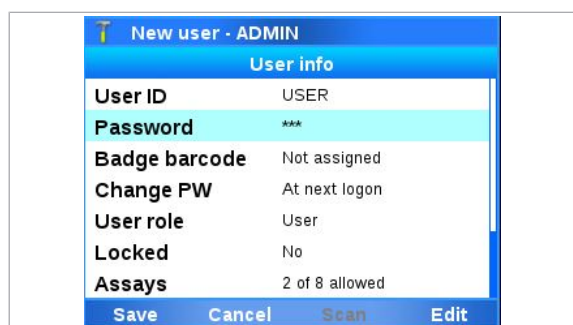 New user - ADMIN
User info
User ID USER
Password ***
Badge barcode Not assigned
Change PW At next logon
User role User
Locked No
Assays 2 of 8 allowed
Save Cancel Scan Edit